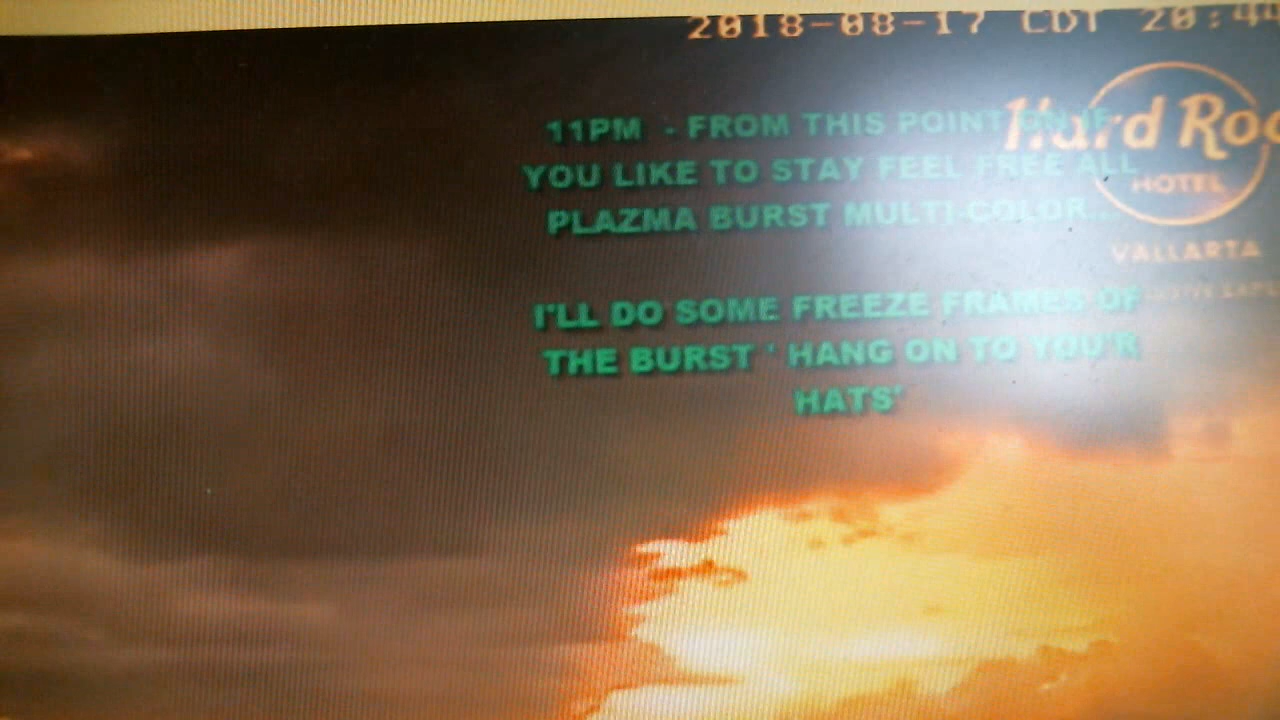 2018-08-17 CDT 20:44
11PM - FROM THIS POINT ON IF
YOU LIKE TO STAY FEEL FREE ALL
PLAZMA BURST MULTI-COLOR...
I'LL DO SOME FREEZE FRAMES OF
THE BURST ' HANG ON TO YOU'R
HATS'
Hard Roc
HOTEL
VALLARTA